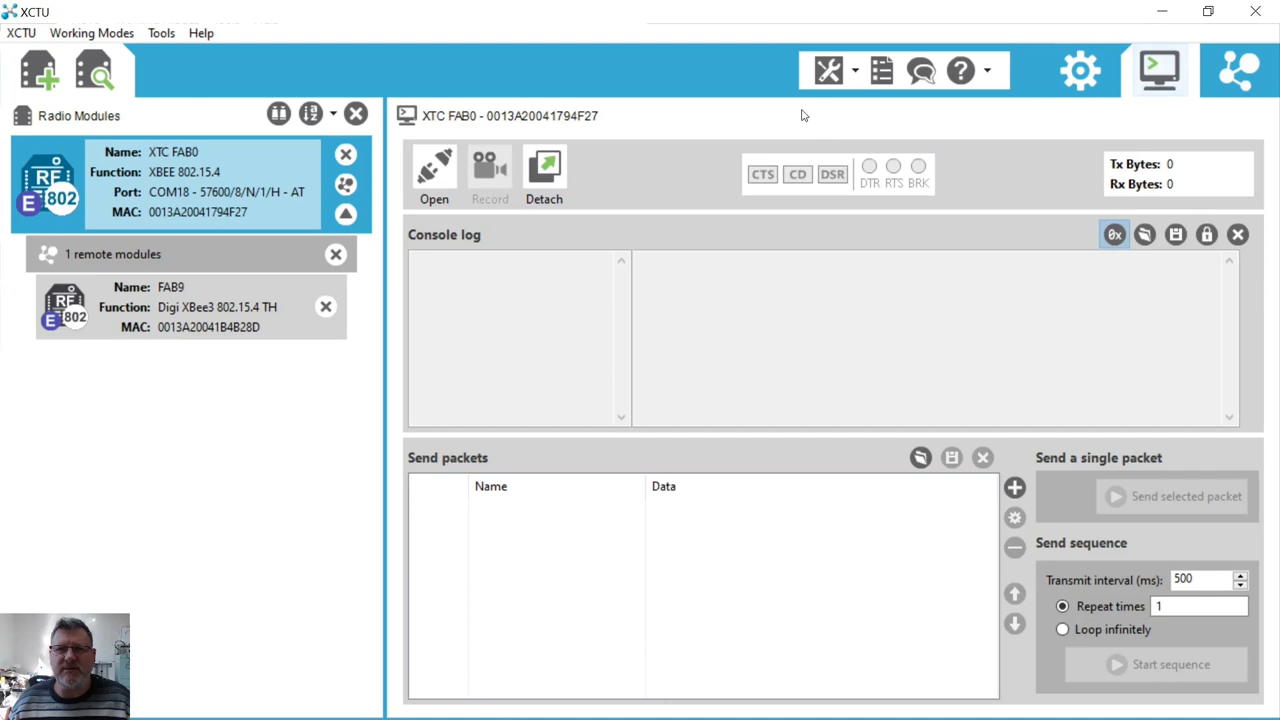 XCTU
XCTU Working Modes Tools Help
Radio Modules
Name: XTC FAB0
Function: XBEE 802.15.4
Port: COM18 - 57600/8/N/1/H - AT
MAC: 0013A20041794F27
RF
E 802
1 remote modules
Name: FAB9
Function: Digi XBee3 802.15.4 TH
MAC: 0013A20041B4B28D
RF
E 802
XTC FAB0 - 0013A20041794F27
Open
Record
Detach
CTS CD DSR
DTR RTS BRK
Tx Bytes: 0
Rx Bytes: 0
Console log
0x
Send packets
Name Data
Send a single packet
Send selected packet
Send sequence
Transmit interval (ms): 500
Repeat times 1
Loop infinitely
Start sequence